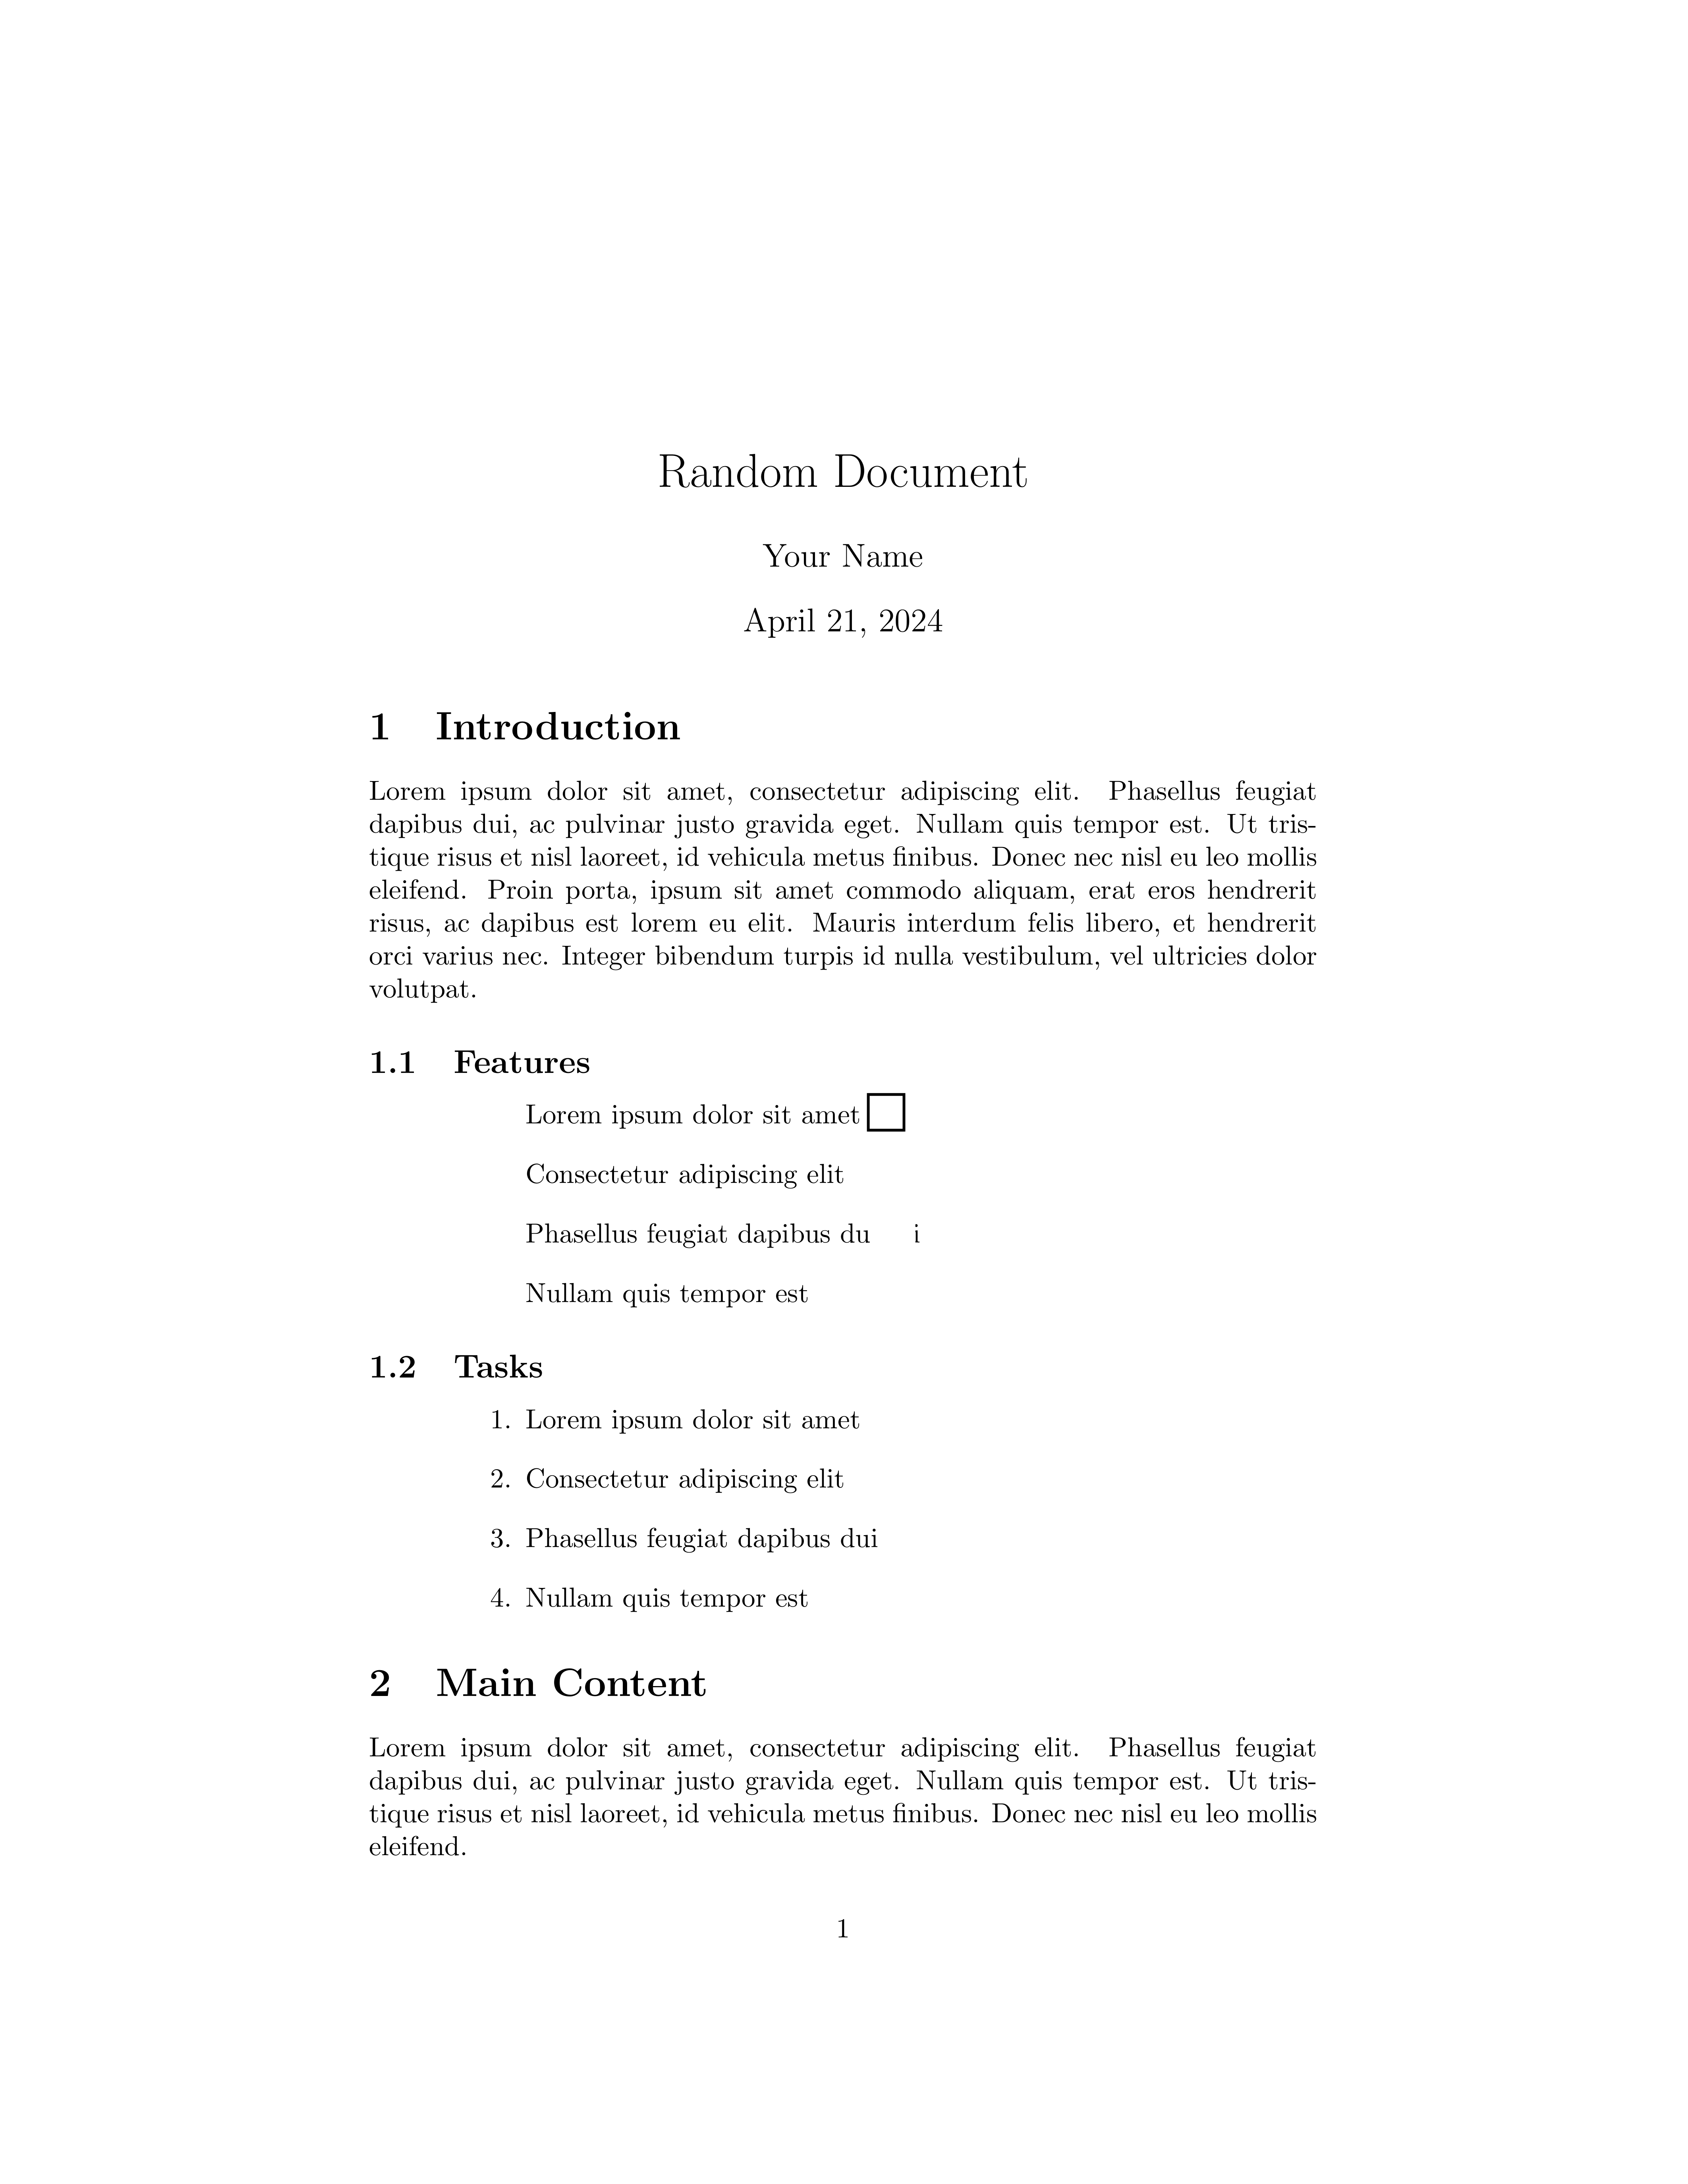 Random Document
Your Name
April 21, 2024
1 Introduction
Lorem ipsum dolor sit amet, consectetur adipiscing elit. Phasellus feugiat
dapibus dui, ac pulvinar justo gravida eget. Nullam quis tempor est. Ut tris-
tique risus et nisl laoreet, id vehicula metus finibus. Donec nec nisl eu leo mollis
eleifend. Proin porta, ipsum sit amet commodo aliquam, erat eros hendrerit
risus, ac dapibus est lorem eu elit. Mauris interdum felis libero, et hendrerit
orci varius nec. Integer bibendum turpis id nulla vestibulum, vel ultricies dolor
volutpat.
1.1 Features
Lorem ipsum dolor sit amet
Consectetur adipiscing elit
Phasellus feugiat dapibus du i
Nullam quis tempor est
1.2 Tasks
1. Lorem ipsum dolor sit amet
2. Consectetur adipiscing elit
3. Phasellus feugiat dapibus dui
4. Nullam quis tempor est
2 Main Content
Lorem ipsum dolor sit amet, consectetur adipiscing elit. Phasellus feugiat
dapibus dui, ac pulvinar justo gravida eget. Nullam quis tempor est. Ut tris-
tique risus et nisl laoreet, id vehicula metus finibus. Donec nec nisl eu leo mollis
eleifend.
1